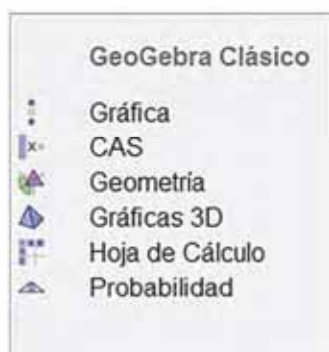 GeoGebra Clásico
Gráfica
x= CAS
Geometría
Gráficas 3D
Hoja de Cálculo
Probabilidad